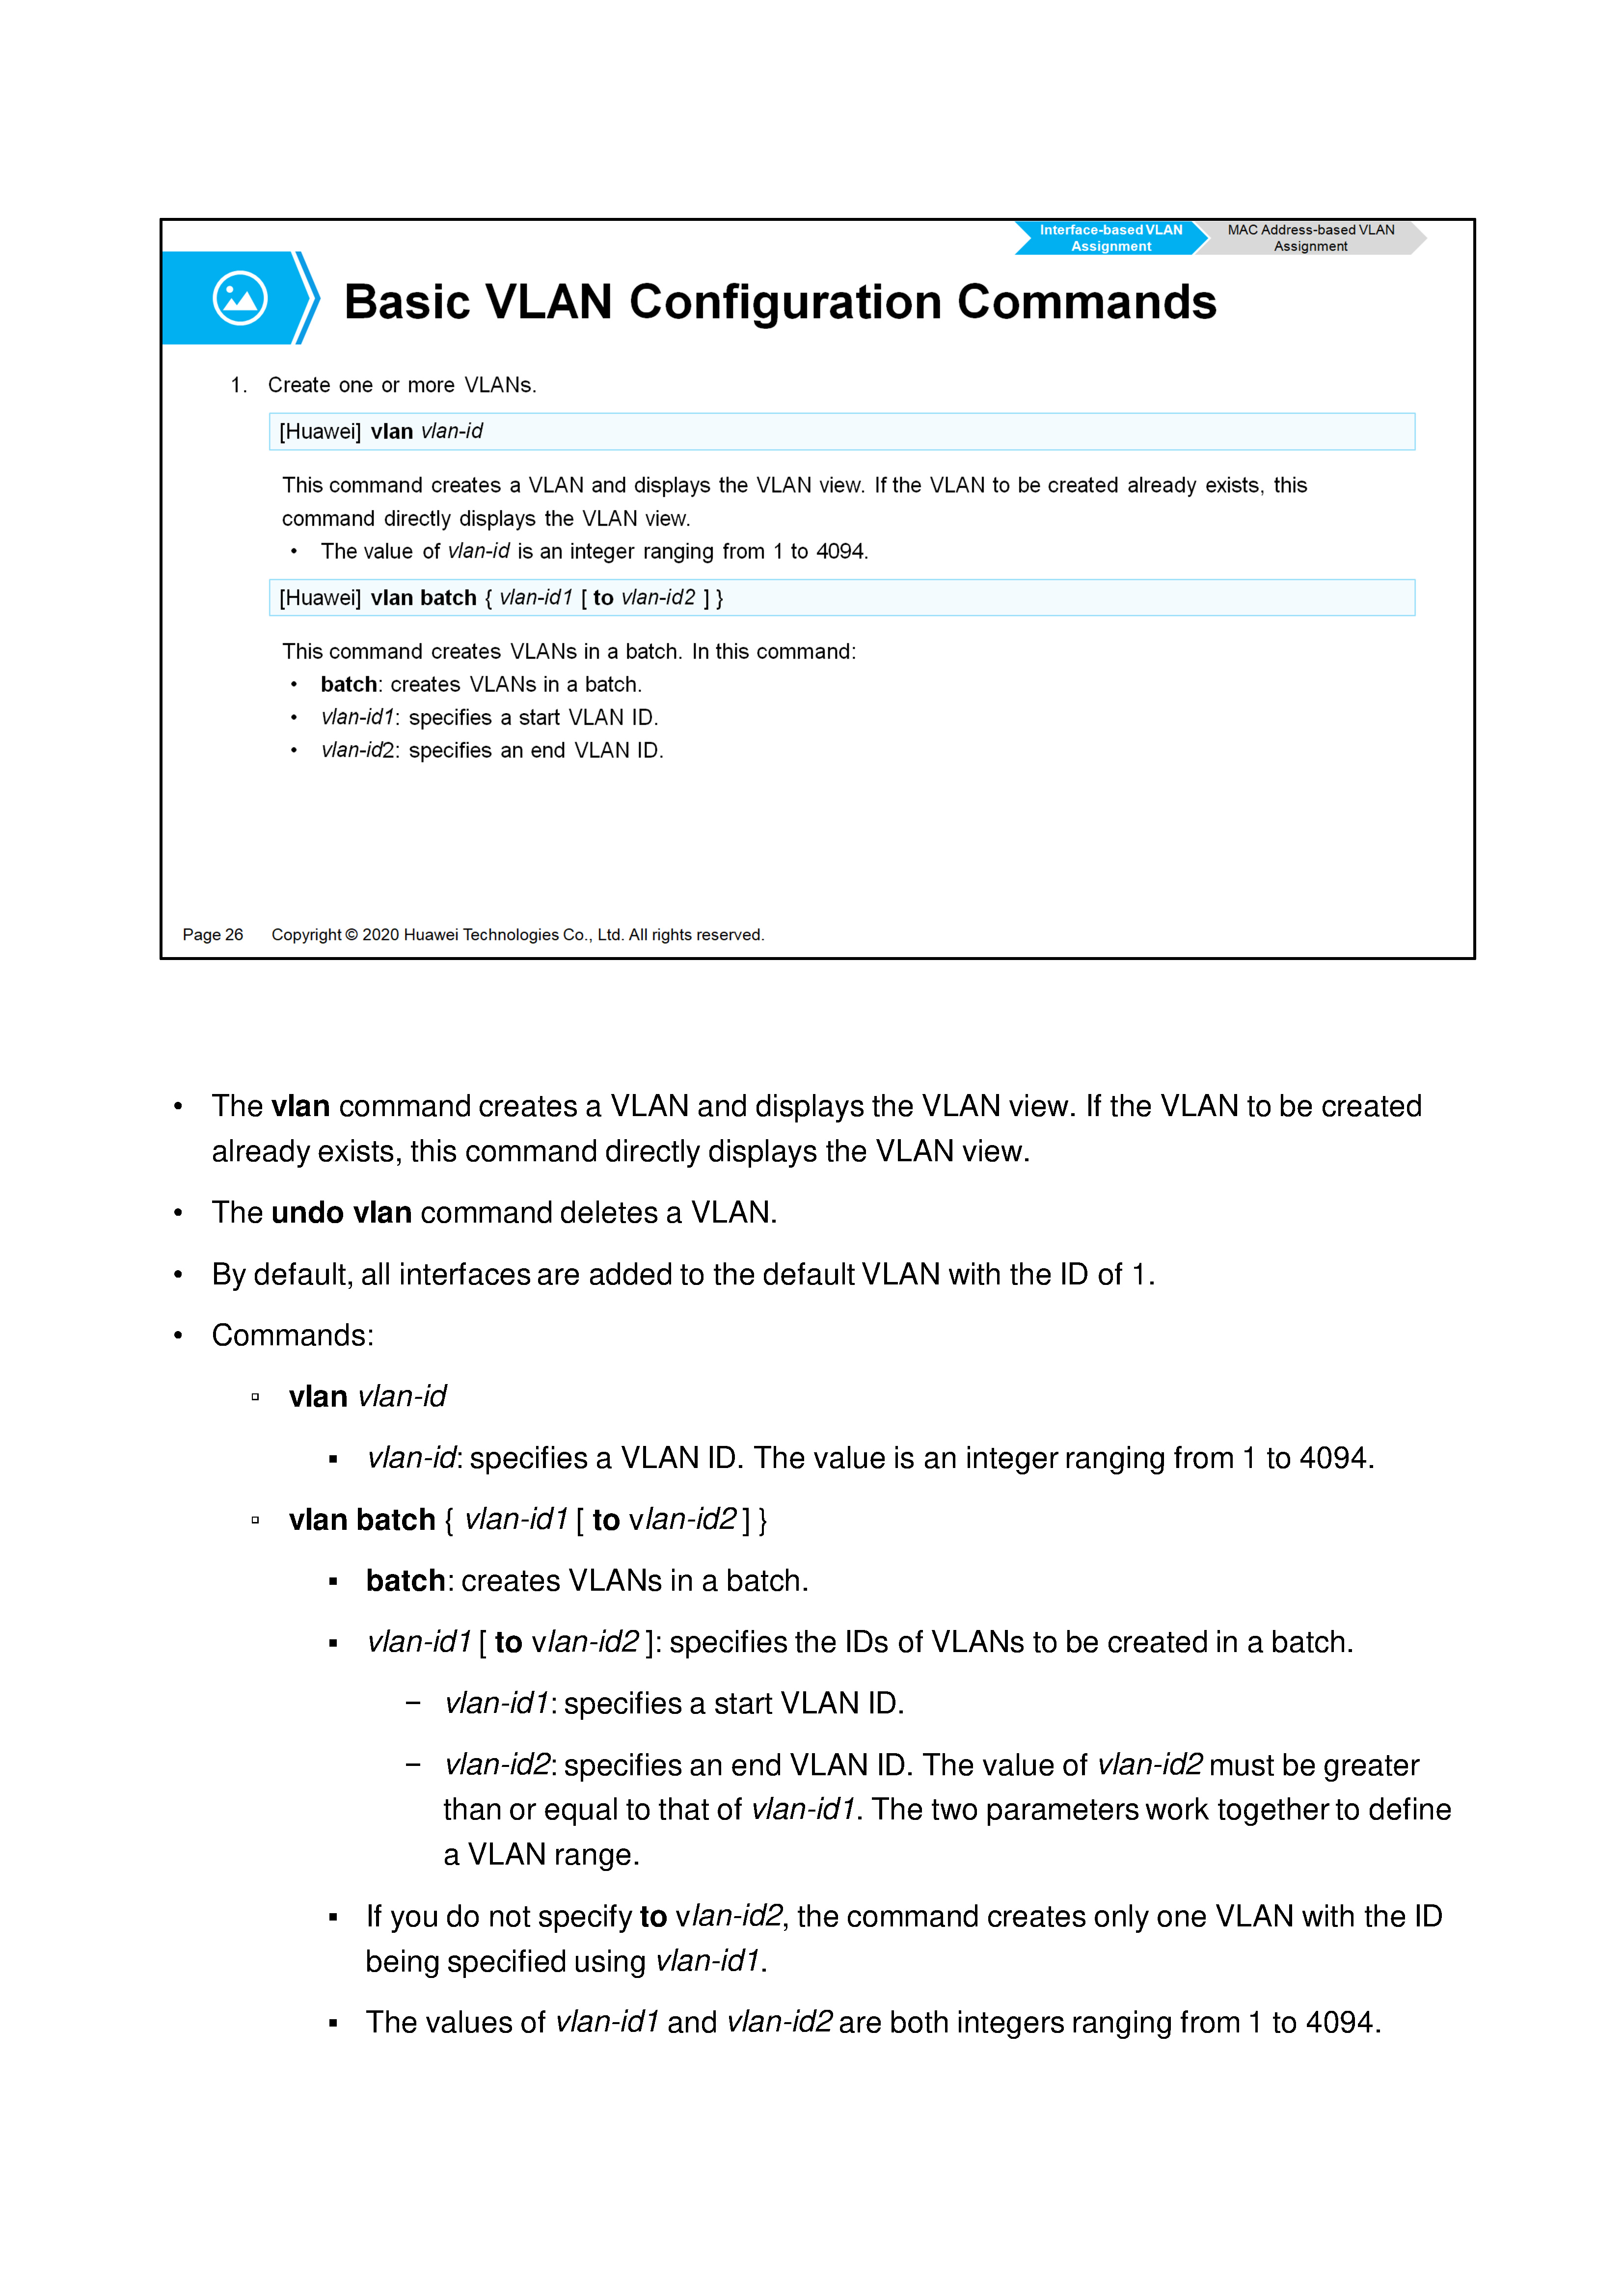 Interface-based VLAN
Assignment
MAC Address-based VLAN
Assignment
Basic VLAN Configuration Commands
1. Create one or more VLANs.
[Huawei] vlan vlan-id
This command creates a VLAN and displays the VLAN view. If the VLAN to be created already exists, this
command directly displays the VLAN view.
• The value of vlan-id is an integer ranging from 1 to 4094.
[Huawei] vlan batch { vlan-id1 [ to vlan-id2 ] }
This command creates VLANs in a batch. In this command:
• batch: creates VLANs in a batch.
• vlan-id1: specifies a start VLAN ID.
• vlan-id2: specifies an end VLAN ID.
Page 26 Copyright © 2020 Huawei Technologies Co., Ltd. All rights reserved.
• The vlan command creates a VLAN and displays the VLAN view. If the VLAN to be created
already exists, this command directly displays the VLAN view.
• The undo vlan command deletes a VLAN.
• By default, all interfaces are added to the default VLAN with the ID of 1.
• Commands:
▫ vlan vlan-id
▪ vlan-id: specifies a VLAN ID. The value is an integer ranging from 1 to 4094.
▫ vlan batch { vlan-id1 [ to vlan-id2 ] }
▪ batch: creates VLANs in a batch.
▪ vlan-id1 [ to vlan-id2 ]: specifies the IDs of VLANs to be created in a batch.
− vlan-id1: specifies a start VLAN ID.
− vlan-id2: specifies an end VLAN ID. The value of vlan-id2 must be greater
than or equal to that of vlan-id1. The two parameters work together to define
a VLAN range.
▪ If you do not specify to vlan-id2, the command creates only one VLAN with the ID
being specified using vlan-id1.
▪ The values of vlan-id1 and vlan-id2 are both integers ranging from 1 to 4094.